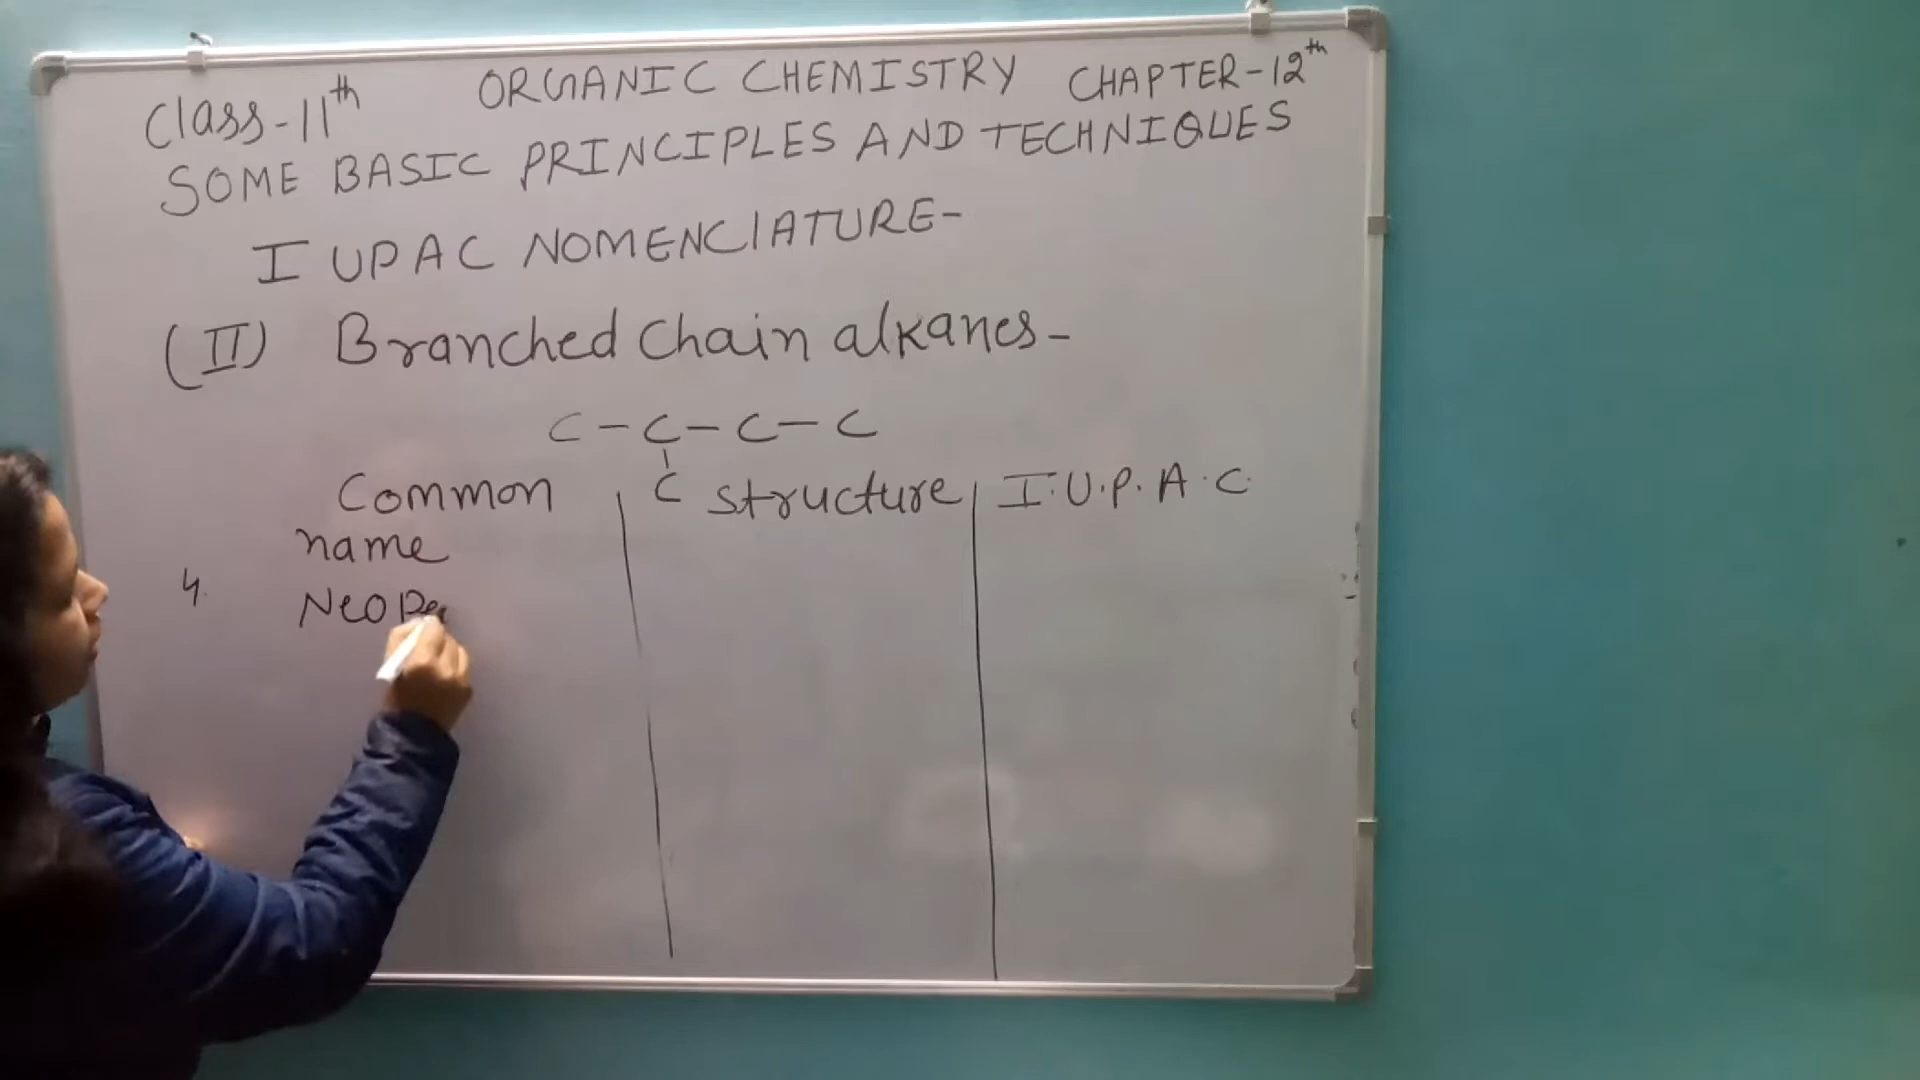 Class-11th ORGANIC CHEMISTRY CHAPTER-12th
SOME BASIC PRINCIPLES AND TECHNIQUES
IUPAC NOMENClATURE-
(II) Branched Chain alkanes-
C-C-C-C
C
Common structure I.U.P.A.C.
name
4. NeoPe